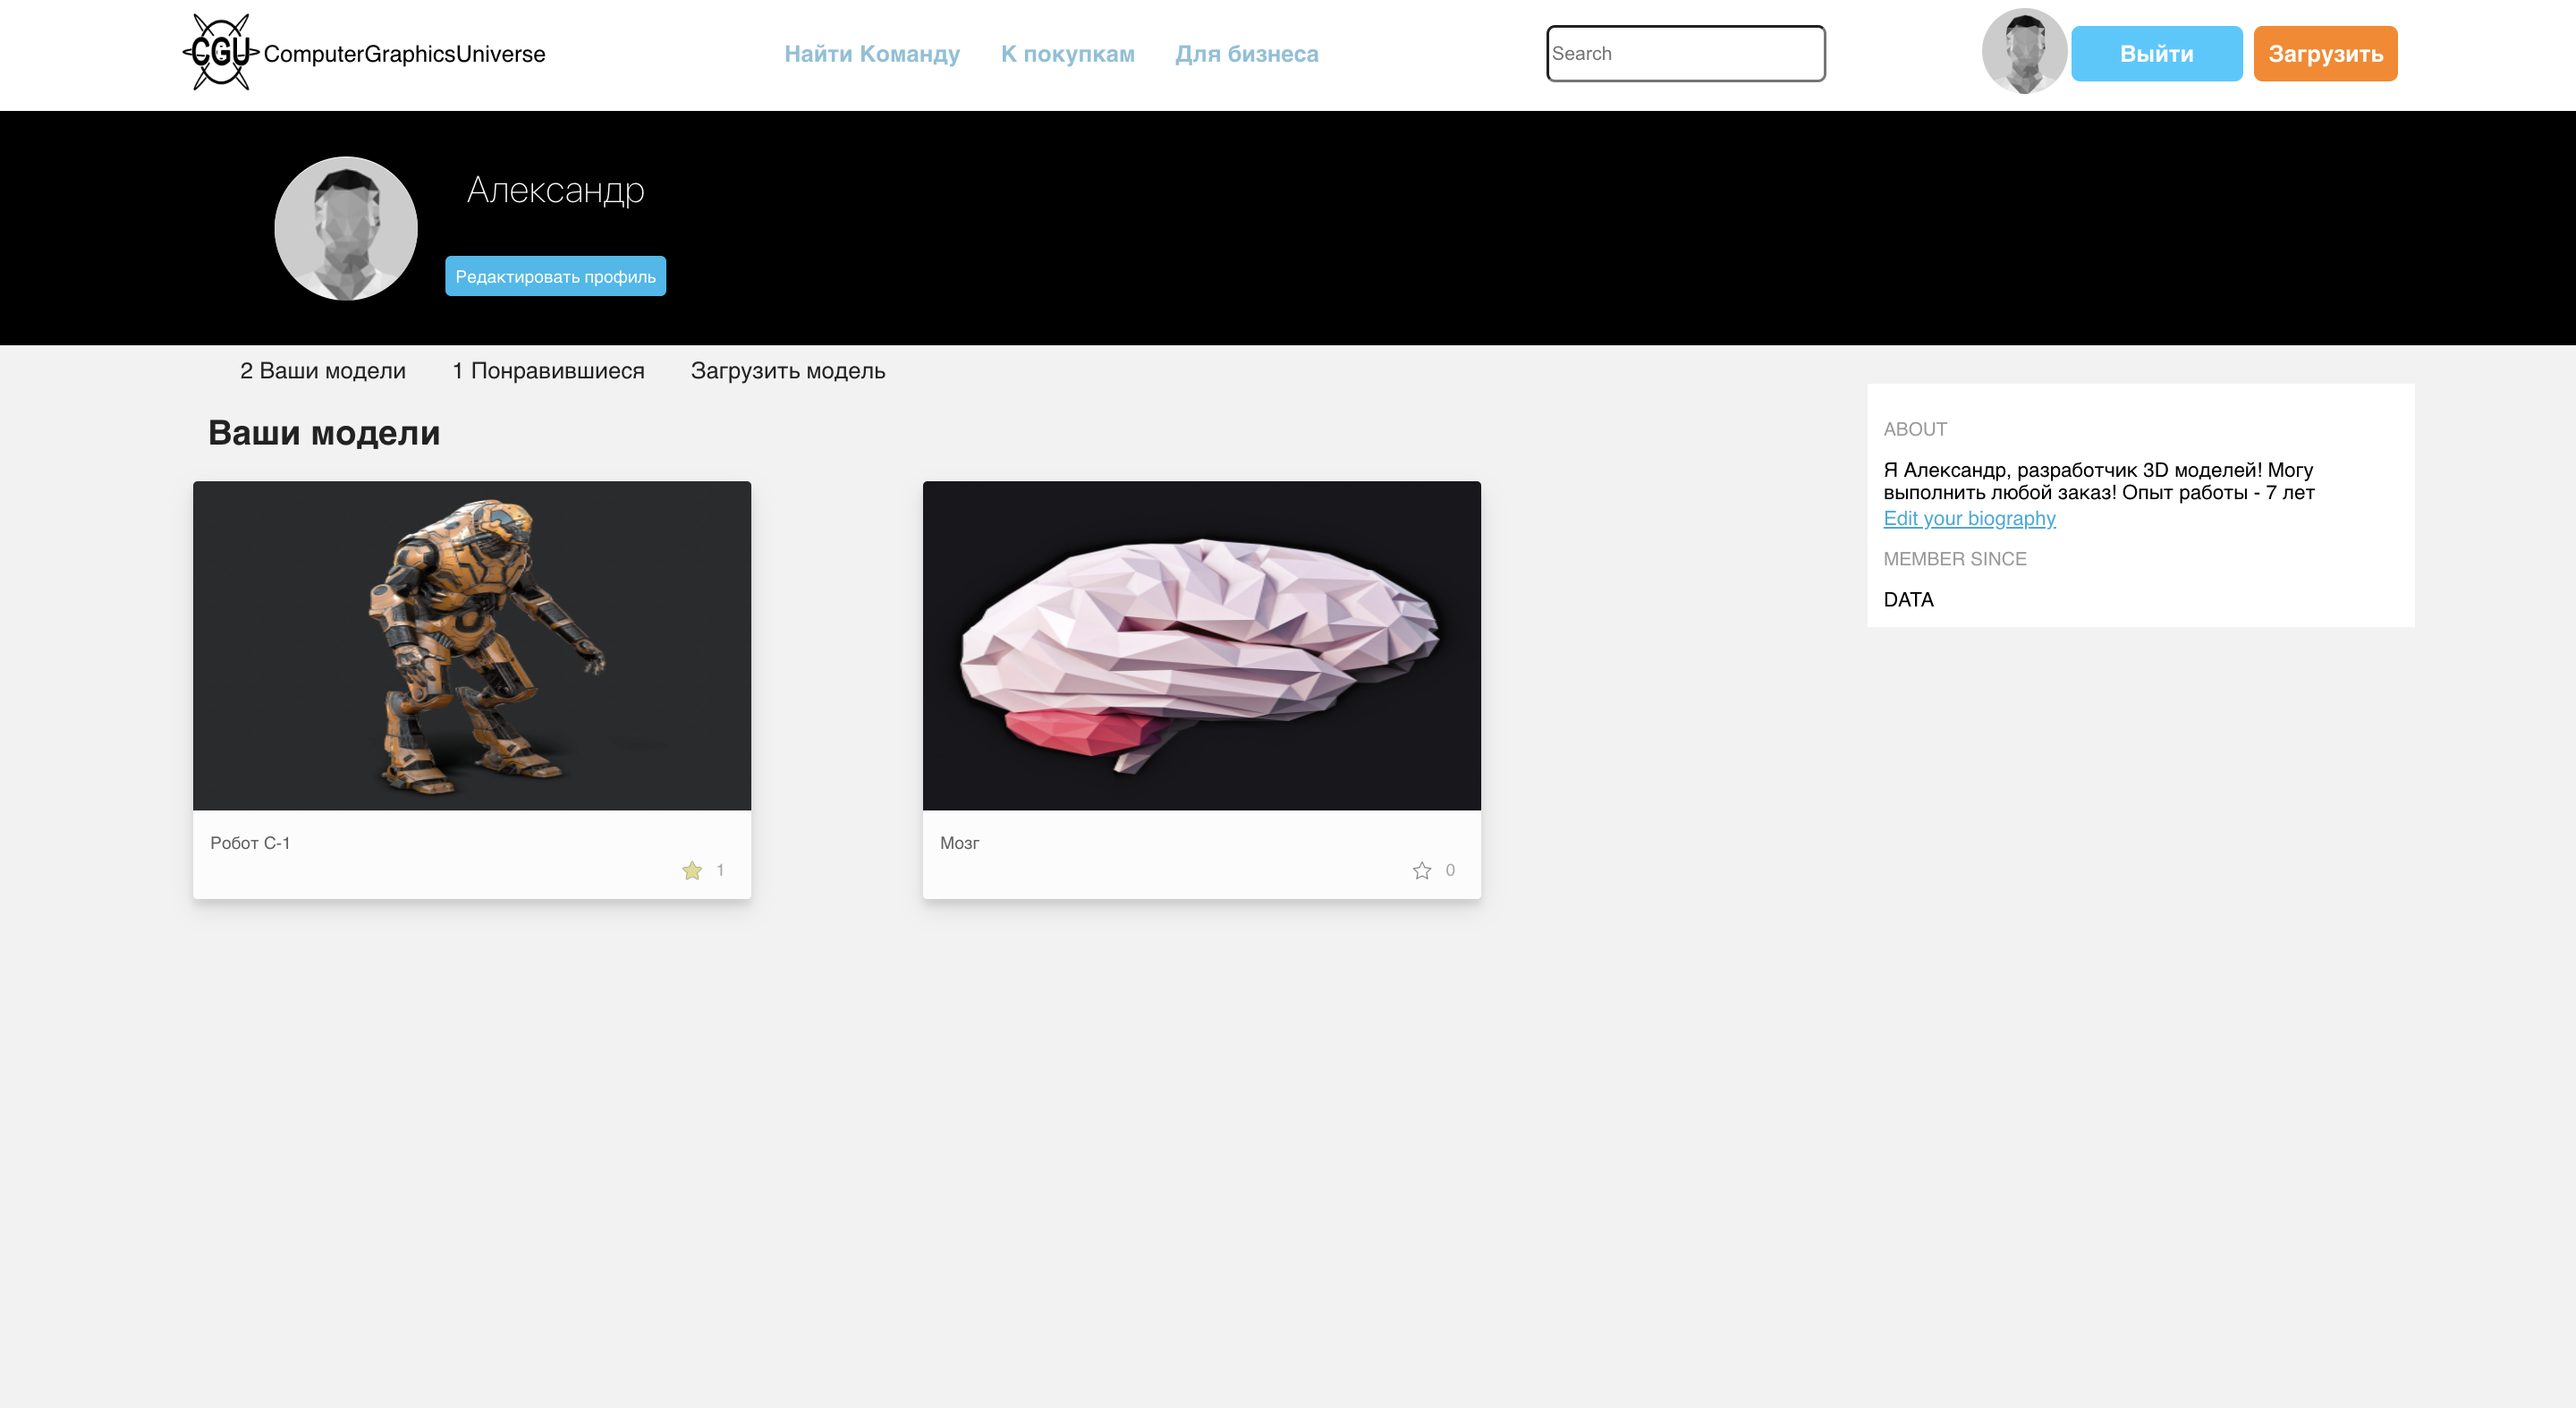 CGU ComputerGraphicsUniverse
Найти Команду К покупкам Для бизнеса
Search
Выйти Загрузить
Александр
Редактировать профиль
2 Ваши модели 1 Понравившиеся Загрузить модель
Ваши модели
Робот С-1
1
Мозг
0
ABOUT
Я Александр, разработчик 3D моделей! Могу
выполнить любой заказ! Опыт работы - 7 лет
Edit your biography
MEMBER SINCE
DATA